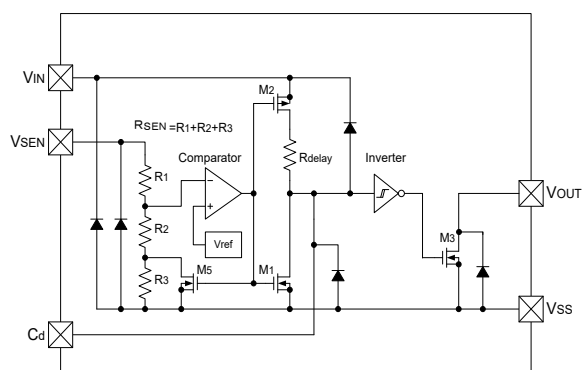 VIN
M2
RSEN =R1+R2+R3
VSEN
Comparator
Rdelay
Inverter
R1
−
+
VOUT
R2
Vref
M3
R3
M5
M1
VSS
Cd